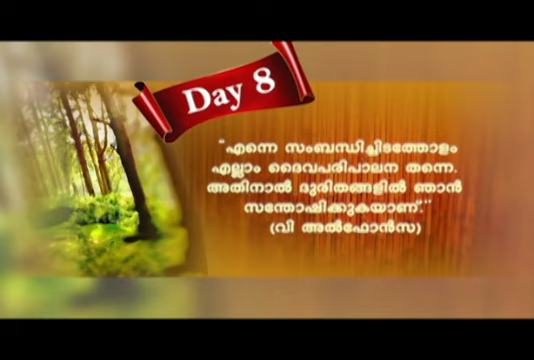 Day 8
"എന്നെ സംബന്ധിച്ചിടത്തോളം
എല്ലാം ദൈവപരിപാലന തന്നെ.
അതിനാൽ ദുരിതങ്ങളിൽ ഞാൻ
സന്തോഷിക്കുകയാണ്."
(വി അൽഫോൻസ)